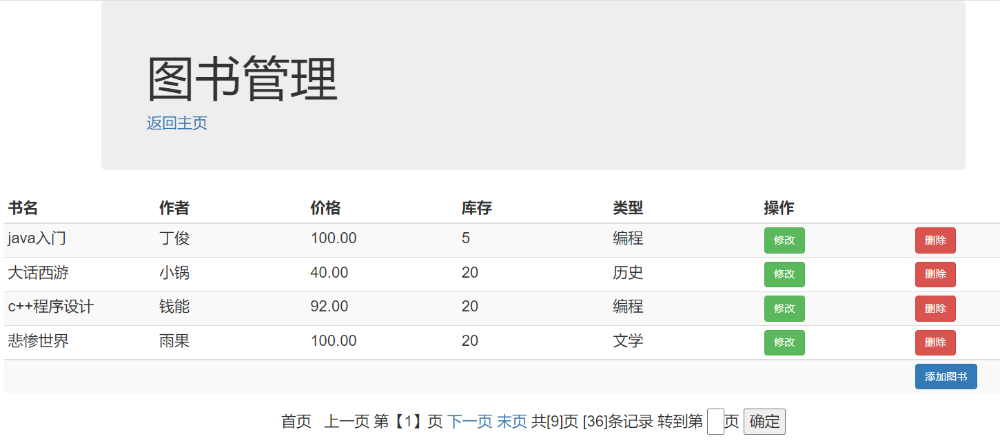 图书管理
返回主页
书名 作者 价格 库存 类型 操作
java入门 丁俊 100.00 5 编程 修改 删除
大话西游 小锅 40.00 20 历史 修改 删除
c++程序设计 钱能 92.00 20 编程 修改 删除
悲惨世界 雨果 100.00 20 文学 修改 删除
添加图书
首页 上一页 第【1】页 下一页 末页 共[9]页 [36]条记录 转到第 页 确定